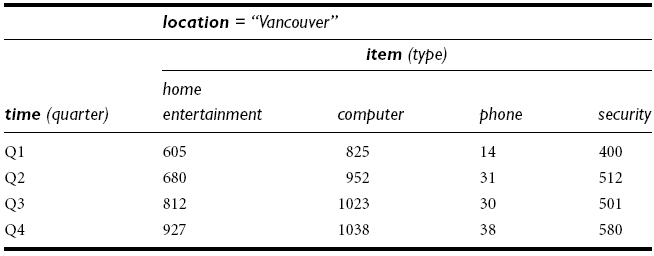 location = “Vancouver”
item (type)
home
time (quarter) entertainment computer phone security
Q1 605 825 14 400
Q2 680 952 31 512
Q3 812 1023 30 501
Q4 927 1038 38 580